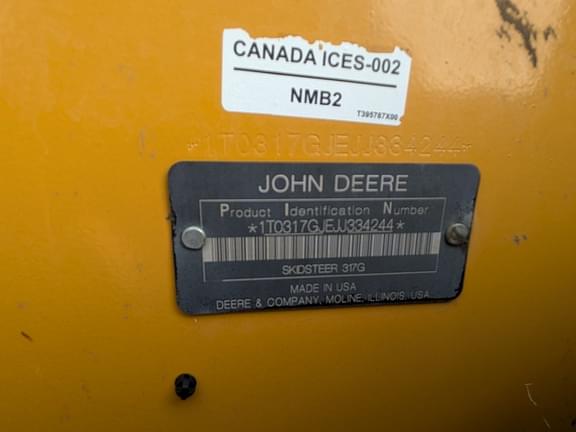 CANADA ICES-002
NMB2
T395787X00
*1T0317GJEJJ334244*
JOHN DEERE
Product Identification Number
*1T0317GJEJJ334244*
SKIDSTEER 317G
MADE IN USA
DEERE & COMPANY, MOLINE, ILLINOIS, USA